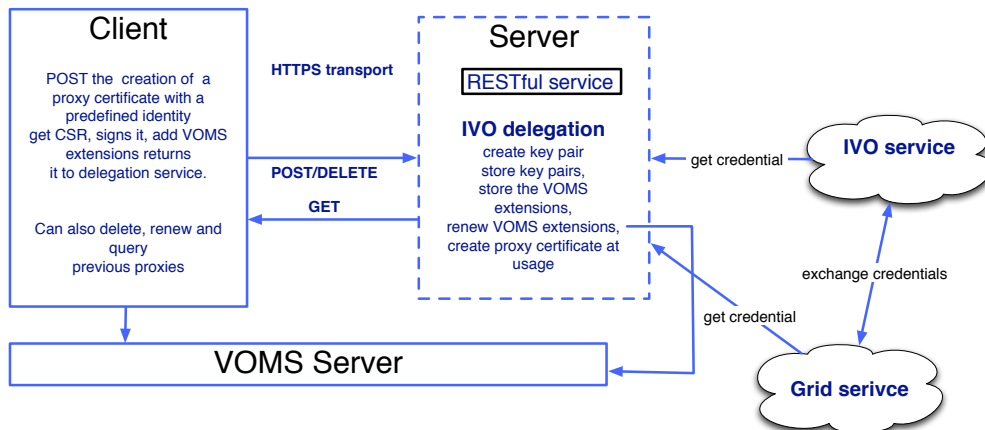 Client
POST the creation of a
proxy certificate with a
predefined identity
get CSR, signs it, add VOMS
extensions returns
it to delegation service.
Can also delete, renew and
query
previous proxies
HTTPS transport
POST/DELETE
GET
Server
RESTful service
IVO delegation
create key pair
store key pairs,
store the VOMS
extensions,
renew VOMS extensions,
create proxy certificate at
usage
get credential
IVO service
exchange credentials
get credential
Grid serivce
VOMS Server